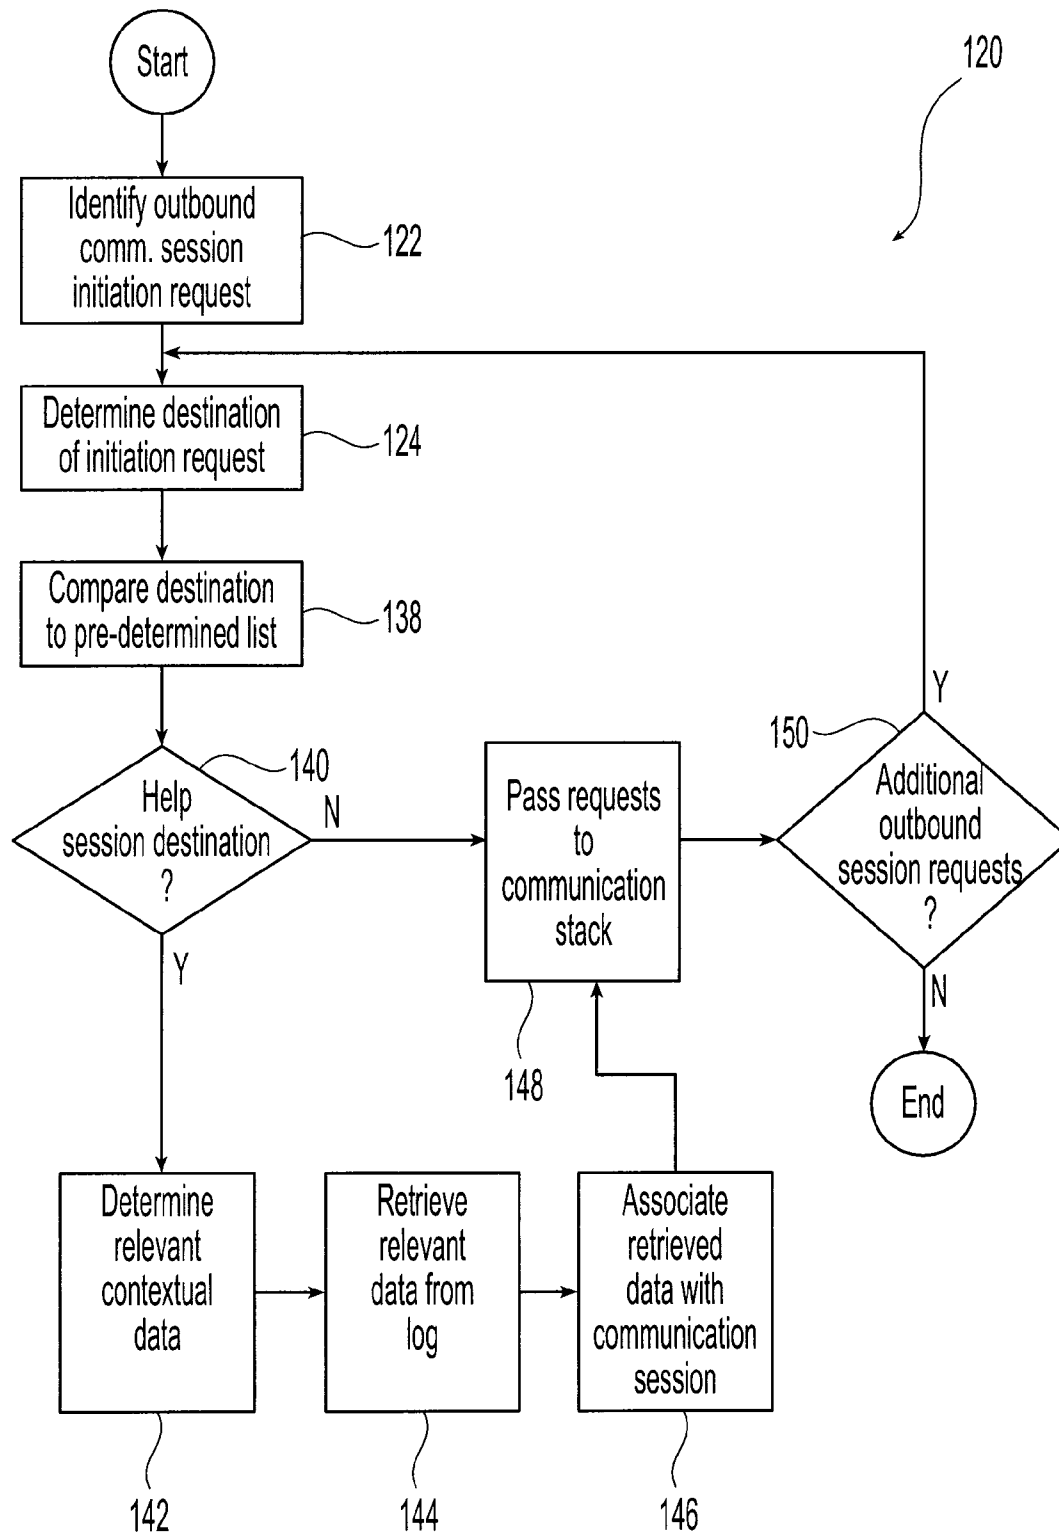 Start
120
Identify outbound
comm. session
initiation request
122
Determine destination
of initiation request
124
Compare destination
to pre-determined list
138
Help
session destination
?
140
N
Y
Pass requests
to
communication
stack
148
150
Y
Additional
outbound
session requests
?
N
End
Determine
relevant
contextual
data
142
Retrieve
relevant
data from
log
144
Associate
retrieved
data with
communication
session
146